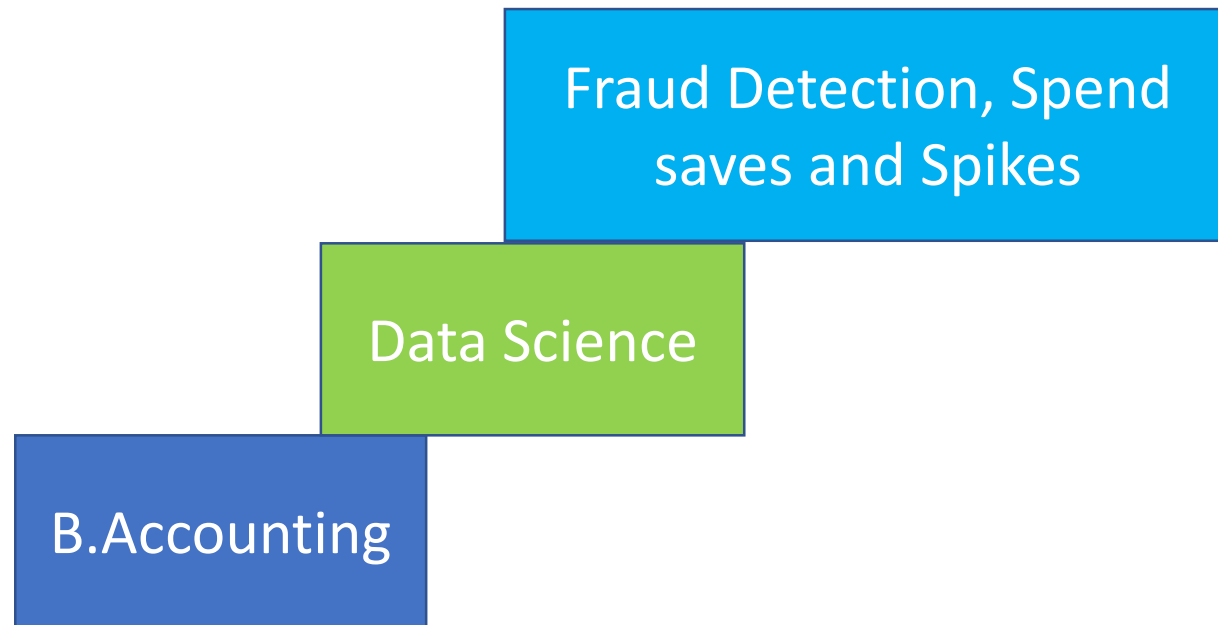 Fraud Detection, Spend
saves and Spikes
Data Science
B.Accounting